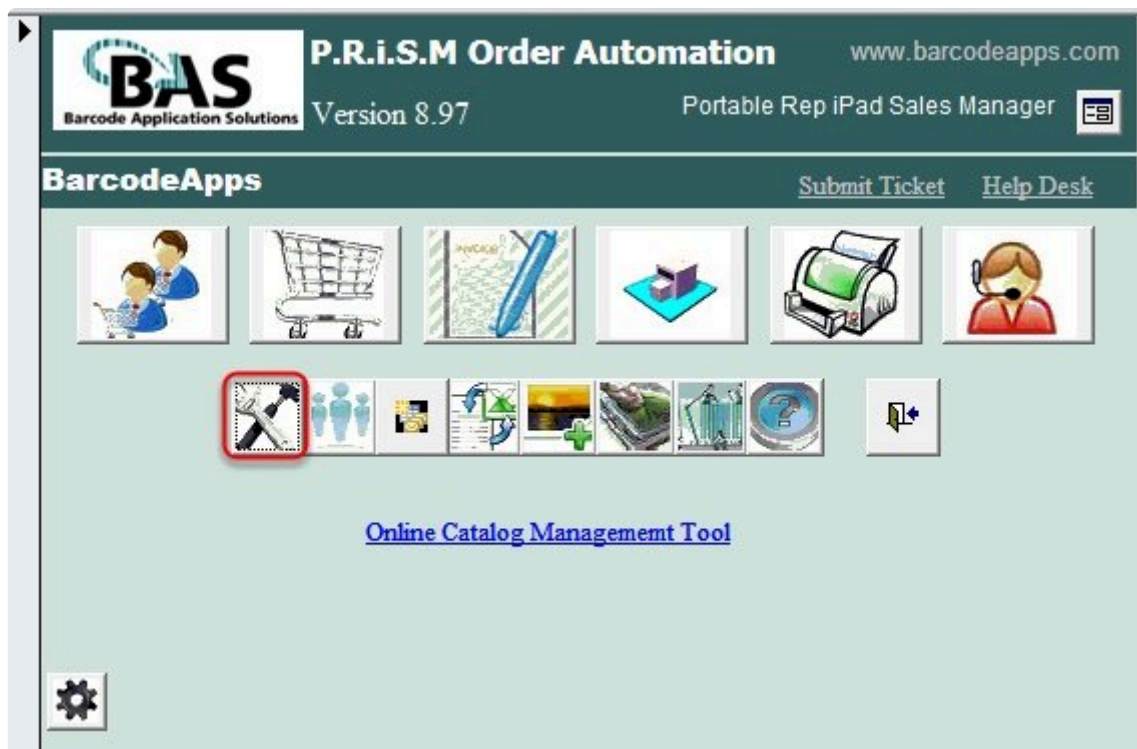 P.R.i.S.M Order Automation www.barcodeapps.com
BAS
Barcode Application Solutions
Version 8.97 Portable Rep iPad Sales Manager
BarcodeApps Submit Ticket Help Desk
INVOICE
Online Catalog Managememt Tool